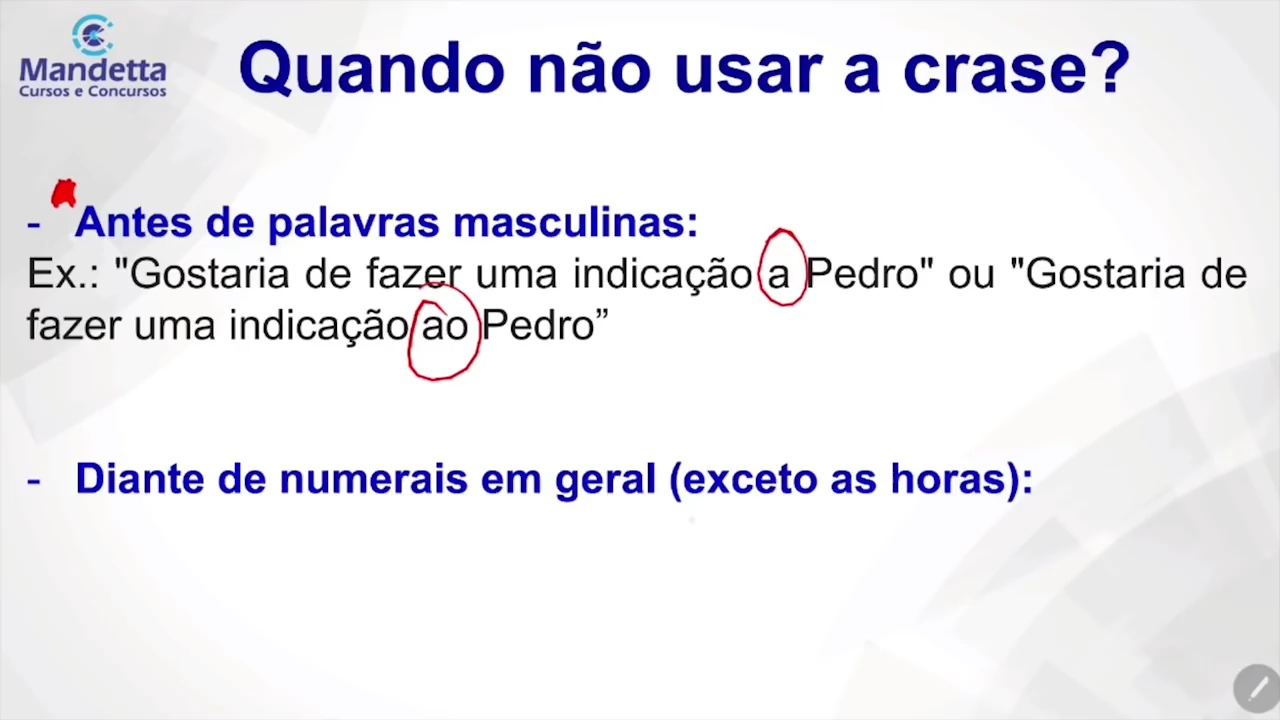 Mandetta
Cursos e Concursos
Quando não usar a crase?
- Antes de palavras masculinas:
Ex.: "Gostaria de fazer uma indicação a Pedro" ou "Gostaria de
fazer uma indicação ao Pedro”
- Diante de numerais em geral (exceto as horas):